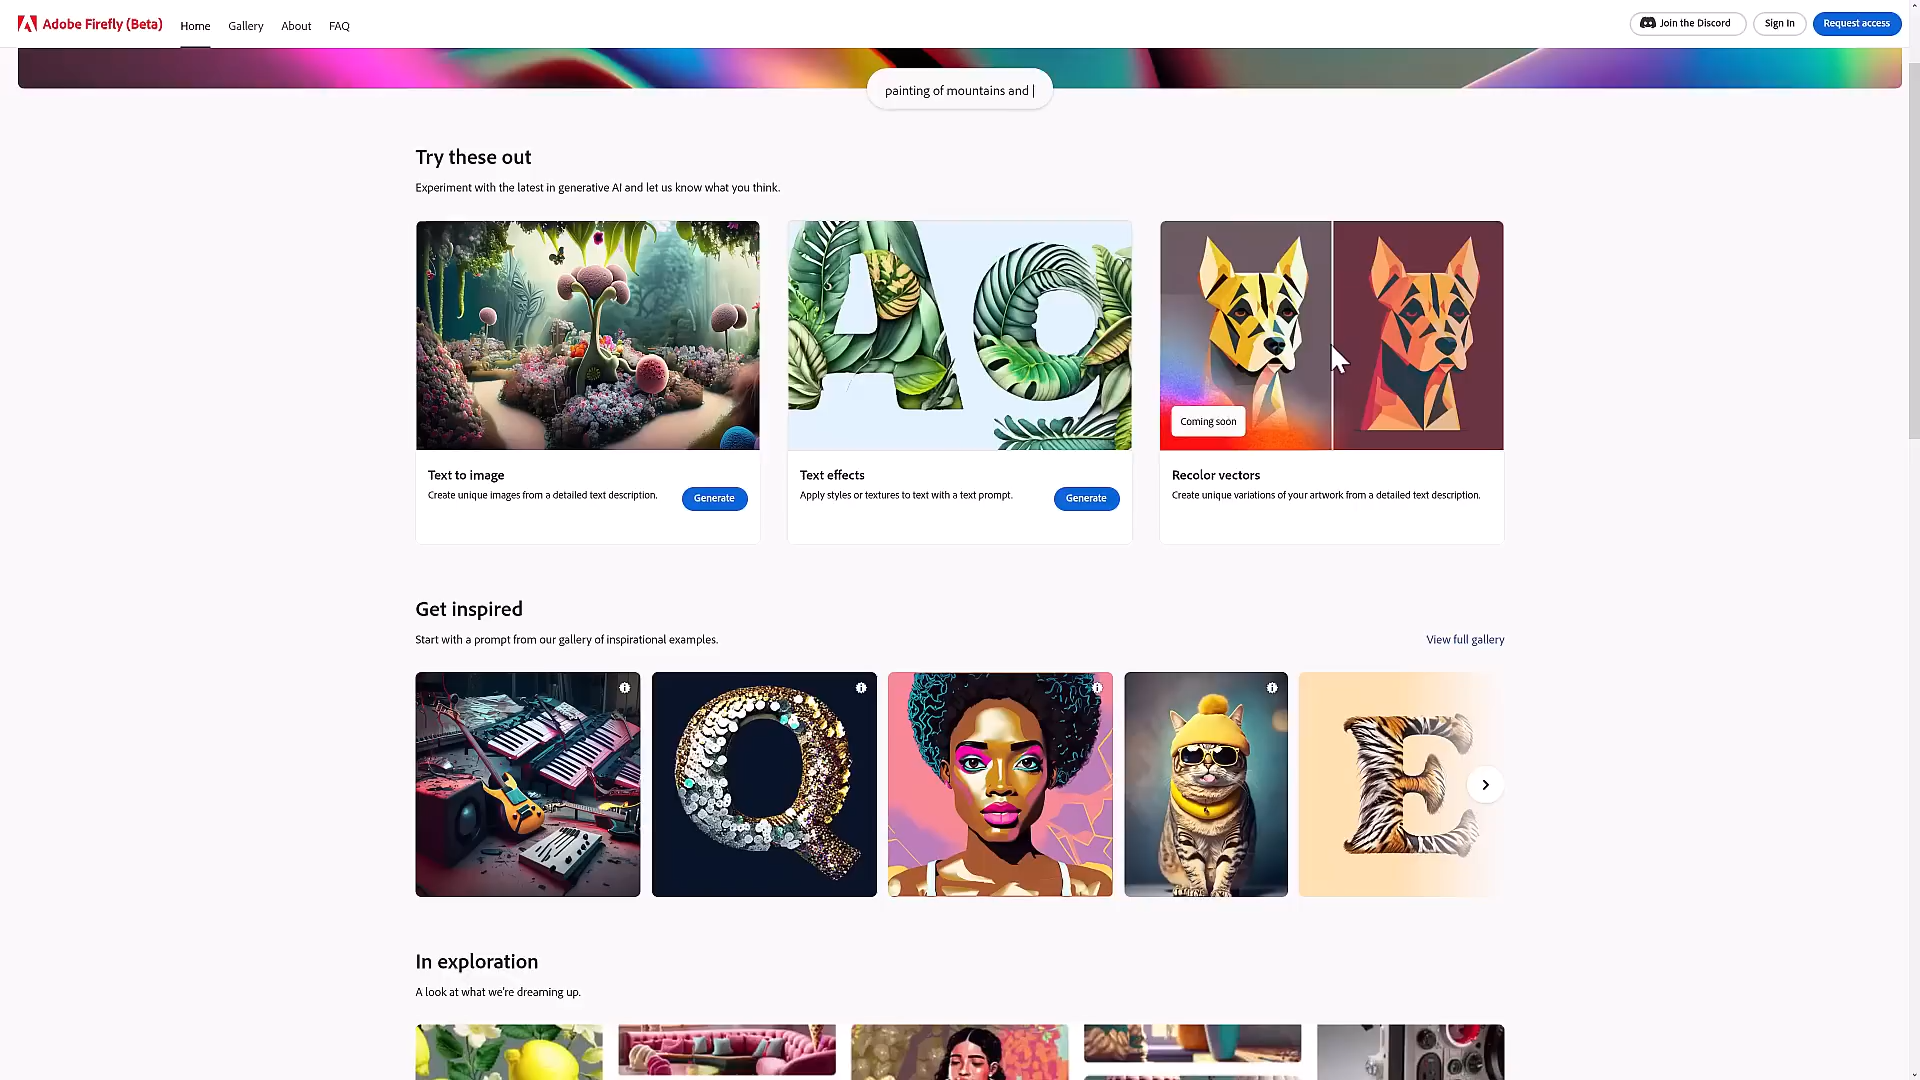 Adobe Firefly (Beta)
Home
Gallery
About
FAQ
Join the Discord
Sign In
Request access
painting of mountains and
Try these out
Experiment with the latest in generative AI and let us know what you think.
Ag
Coming soon
Text to image
Create unique images from a detailed text description.
Generate
Text effects
Apply styles or textures to text with a text prompt.
Generate
Recolor vectors
Create unique variations of your artwork from a detailed text description.
Get inspired
Start with a prompt from our gallery of inspirational examples.
View full gallery
Q
E
In exploration
A look at what we're dreaming up.